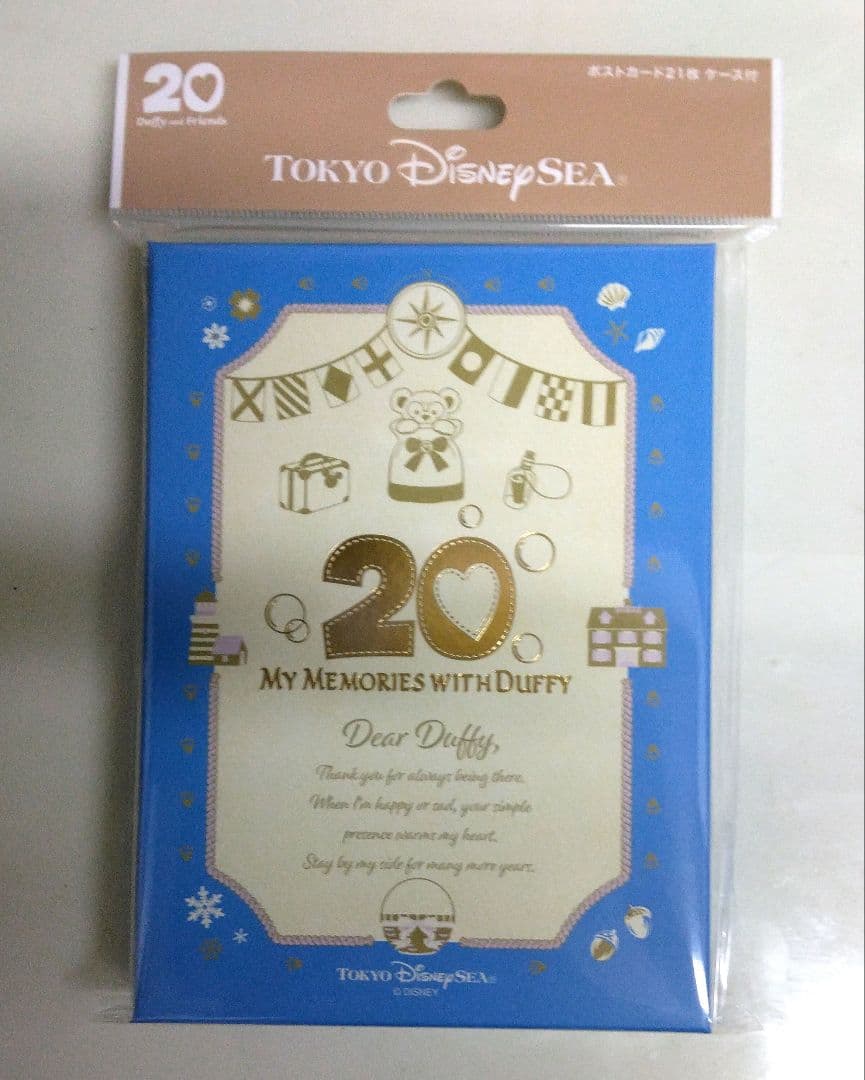 20
Duffy and Friends
ポストカード21枚 ケース付
TOKYO DISNEYSEA®
20
MY MEMORIES WITH DUFFY
Dear Duffy,
Thank you for always being there.
When I'm happy or sad, your simple
presence warms my heart.
Stay by my side for many more years.
TOKYO DISNEYSEA®
© DISNEY